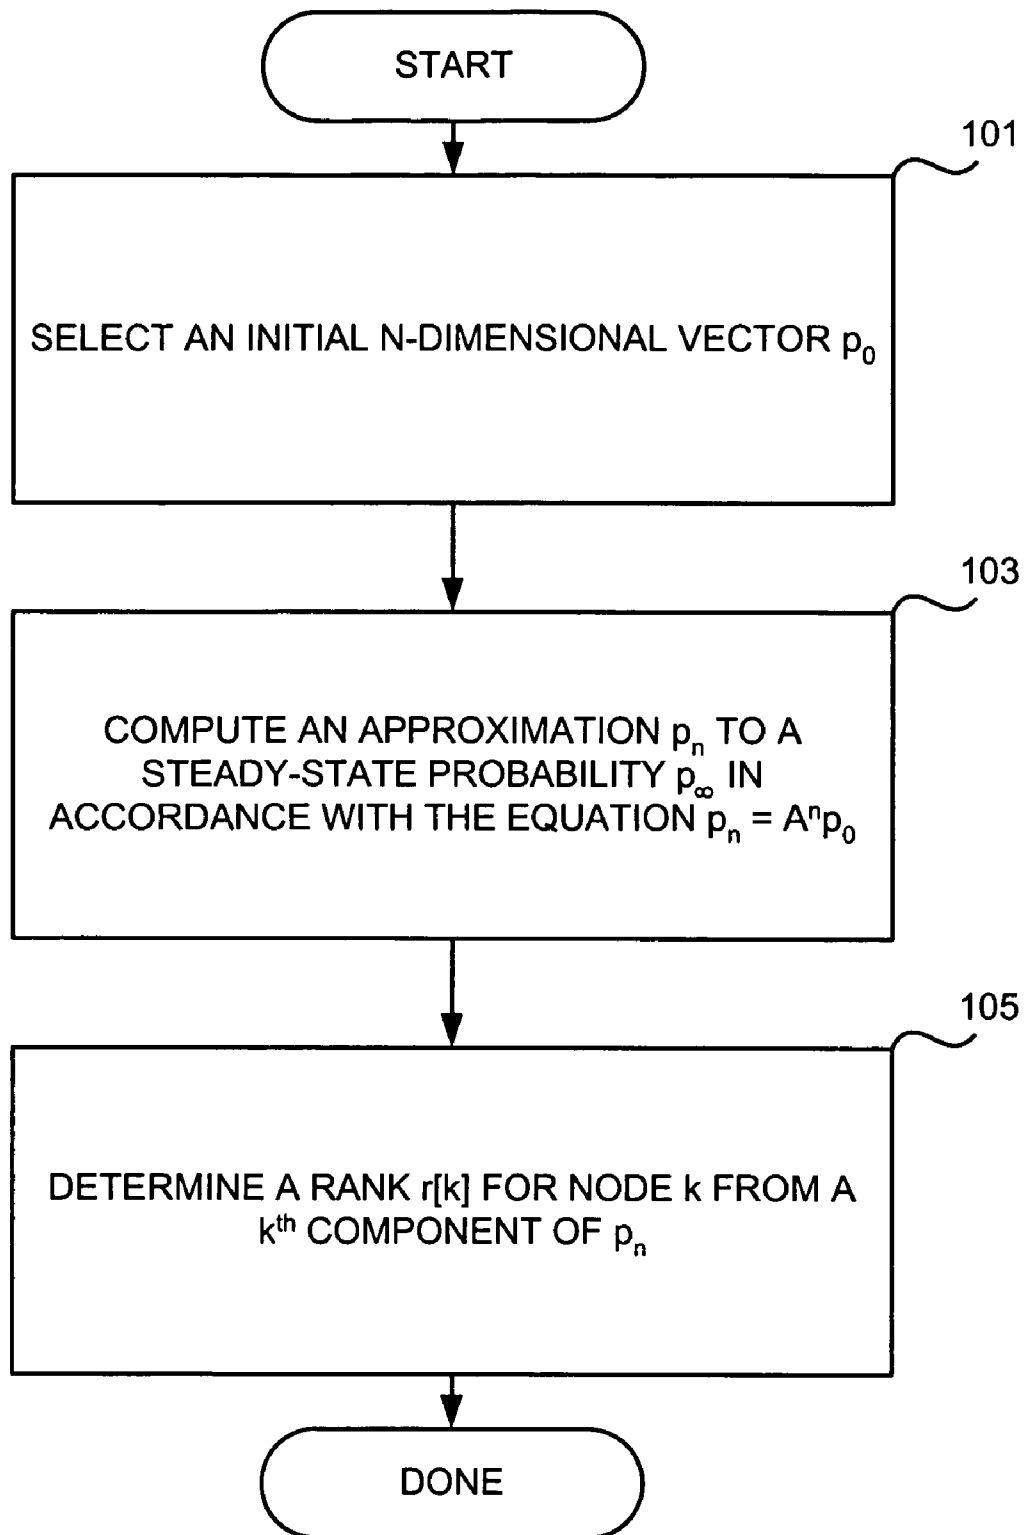 START
101
SELECT AN INITIAL N-DIMENSIONAL VECTOR p₀
103
COMPUTE AN APPROXIMATION pₙ TO A
STEADY-STATE PROBABILITY p∞ IN
ACCORDANCE WITH THE EQUATION pₙ = Aⁿp₀
105
DETERMINE A RANK r[k] FOR NODE k FROM A
kᵗʰ COMPONENT OF pₙ
DONE